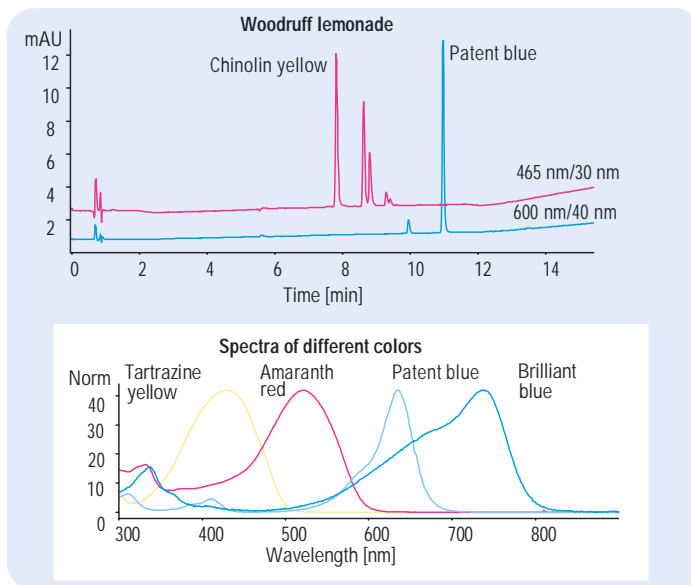 Woodruff lemonade
mAU
12
10
8
6
4
2
Chinolin yellow
Patent blue
465 nm/30 nm
600 nm/40 nm
0 2 4 6 8 10 12 14
Time [min]
Spectra of different colors
Norm
40
30
20
10
0
Tartrazine
yellow
Amaranth
red
Patent blue
Brilliant
blue
300 400 500 600 700 800
Wavelength [nm]